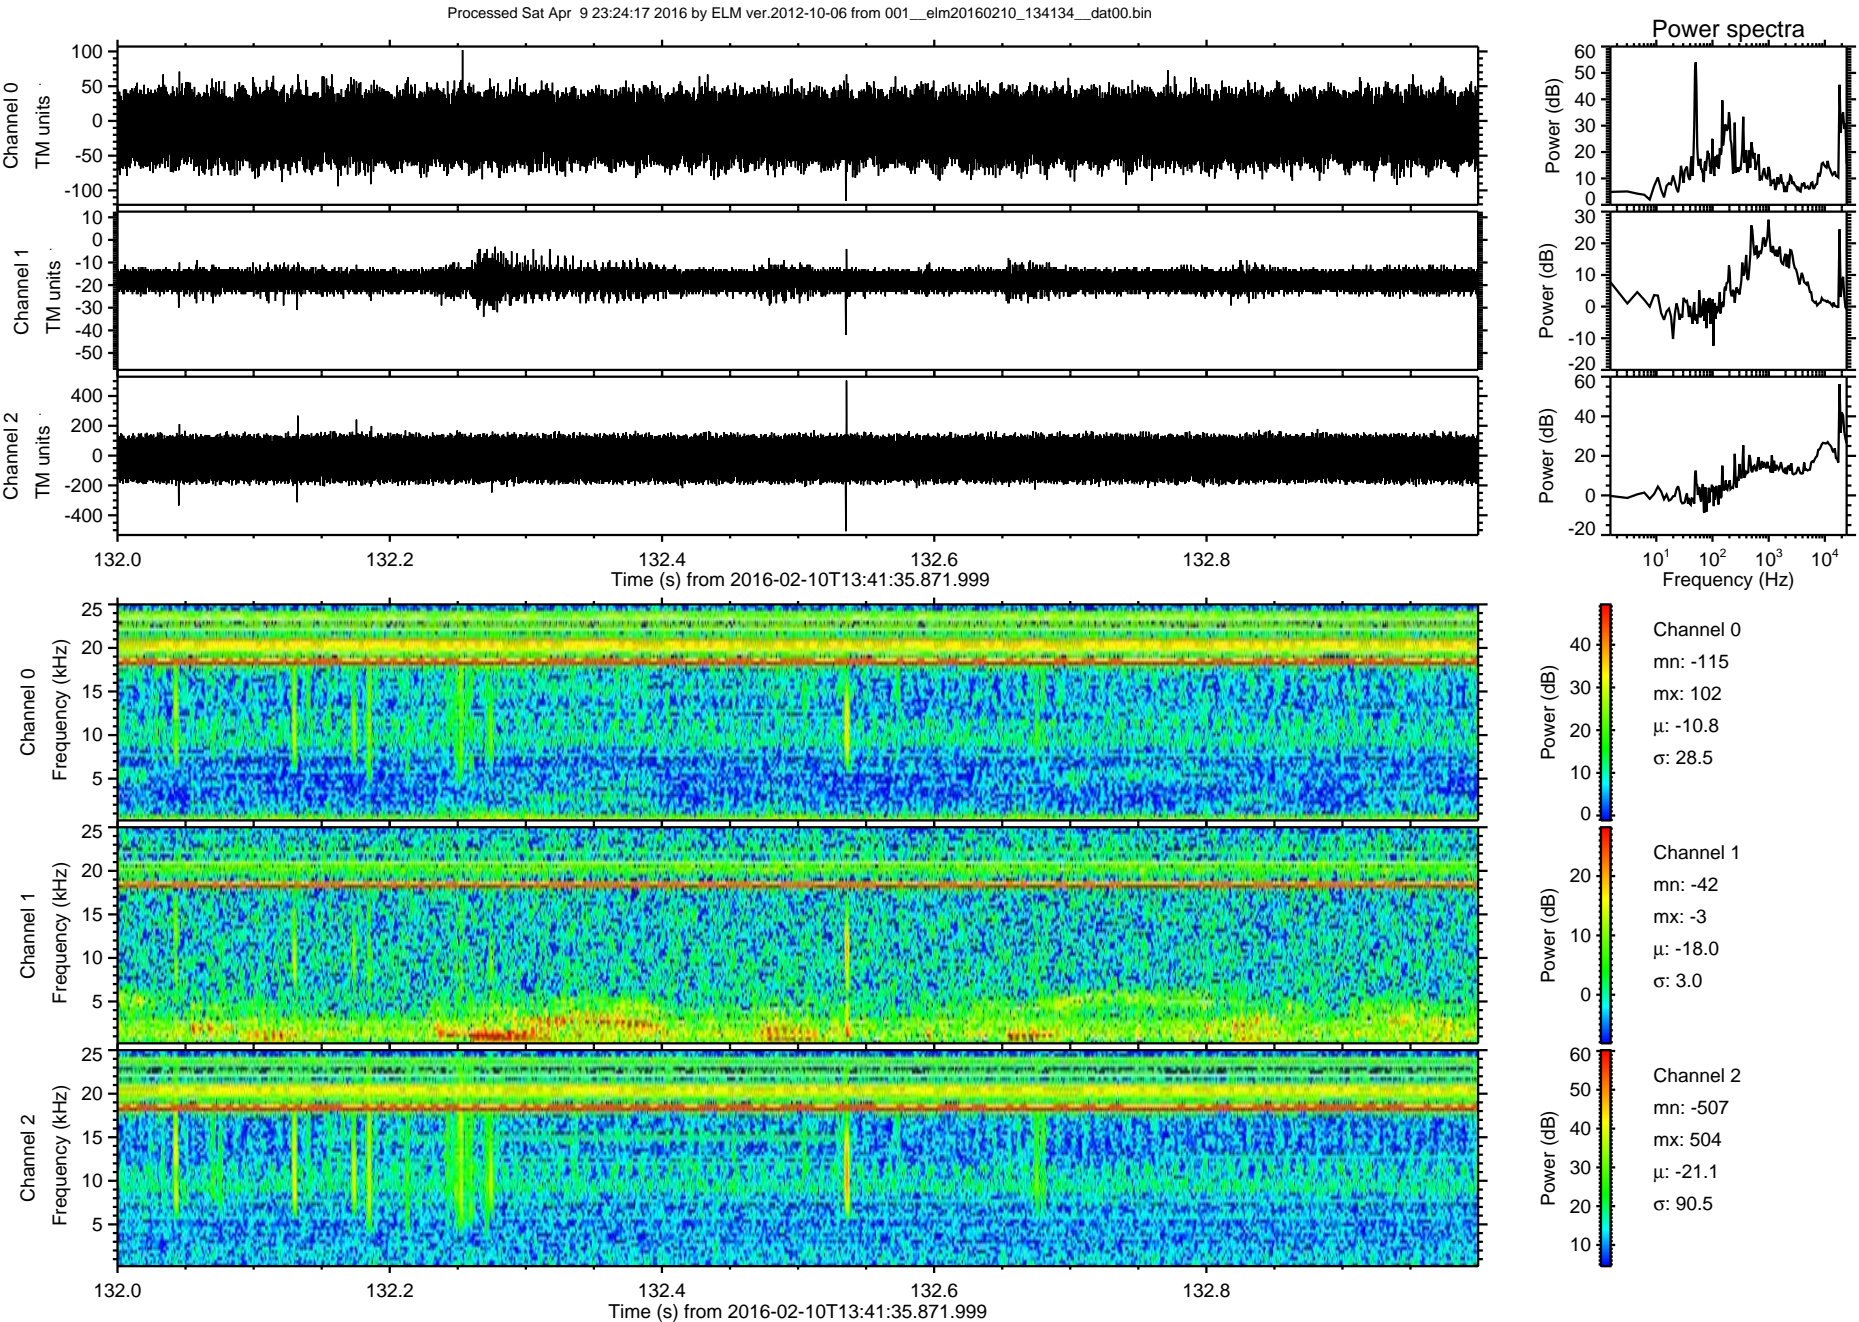 Processed Sat Apr  9 23:24:17 2016 by ELM ver.2012-10-06 from 001__elm20160210_134134__dat00.bin
Power spectra
Channel 0
TM units
100
50
0
-50
-100
Power (dB)
60
50
40
30
20
10
0
Channel 1
TM units
10
0
-10
-20
-30
-40
-50
Power (dB)
30
20
10
0
-10
-20
Channel 2
TM units
400
200
0
-200
-400
Power (dB)
60
40
20
0
-20
132.0 132.2 132.4 132.6 132.8
Time (s) from 2016-02-10T13:41:35.871.999
10¹ 10² 10³ 10⁴
Frequency (Hz)
Channel 0
Frequency (kHz)
25
20
15
10
5
Power (dB)
40
30
20
10
0
Channel 0
mn: -115
mx: 102
μ: -10.8
σ: 28.5
Channel 1
Frequency (kHz)
25
20
15
10
5
Power (dB)
20
10
0
Channel 1
mn: -42
mx: -3
μ: -18.0
σ: 3.0
Channel 2
Frequency (kHz)
25
20
15
10
5
Power (dB)
60
50
40
30
20
10
Channel 2
mn: -507
mx: 504
μ: -21.1
σ: 90.5
132.0 132.2 132.4 132.6 132.8
Time (s) from 2016-02-10T13:41:35.871.999